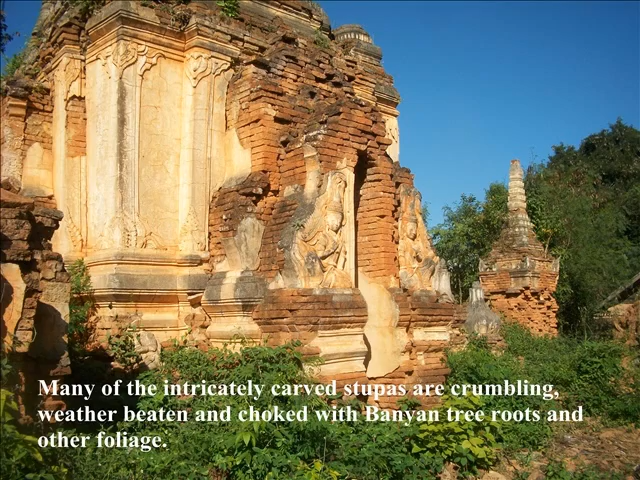 Many of the intricately carved stupas are crumbling,
weather beaten and choked with Banyan tree roots and
other foliage.